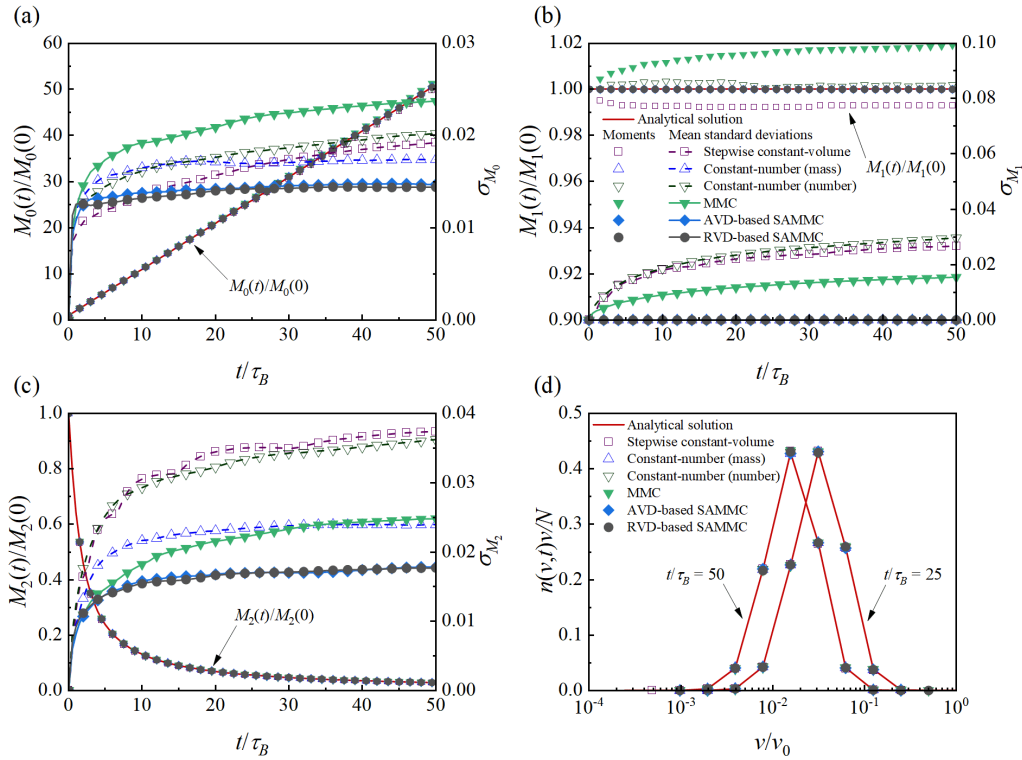 (a)
60
50
40
30
20
10
0
M0(t)/M0(0)
0.03
0.02
0.01
0.00
σM0
M0(t)/M0(0)
0 10 20 30 40 50
t/τB
(b)
1.02
1.00
0.98
0.96
0.94
0.92
0.90
M1(t)/M1(0)
0.10
0.08
0.06
0.04
0.02
0.00
σM1
Analytical solution
Moments Mean standard deviations
Stepwise constant-volume
Constant-number (mass)
Constant-number (number)
MMC
AVD-based SAMMC
RVD-based SAMMC
M1(t)/M1(0)
0 10 20 30 40 50
t/τB
(c)
1.0
0.8
0.6
0.4
0.2
0.0
M2(t)/M2(0)
0.04
0.03
0.02
0.01
0.00
σM2
M2(t)/M2(0)
0 10 20 30 40 50
t/τB
(d)
0.5
0.4
0.3
0.2
0.1
0.0
n(v,t)v/N
Analytical solution
Stepwise constant-volume
Constant-number (mass)
Constant-number (number)
MMC
AVD-based SAMMC
RVD-based SAMMC
t/τB = 50
t/τB = 25
10-4 10-3 10-2 10-1 100
v/v0